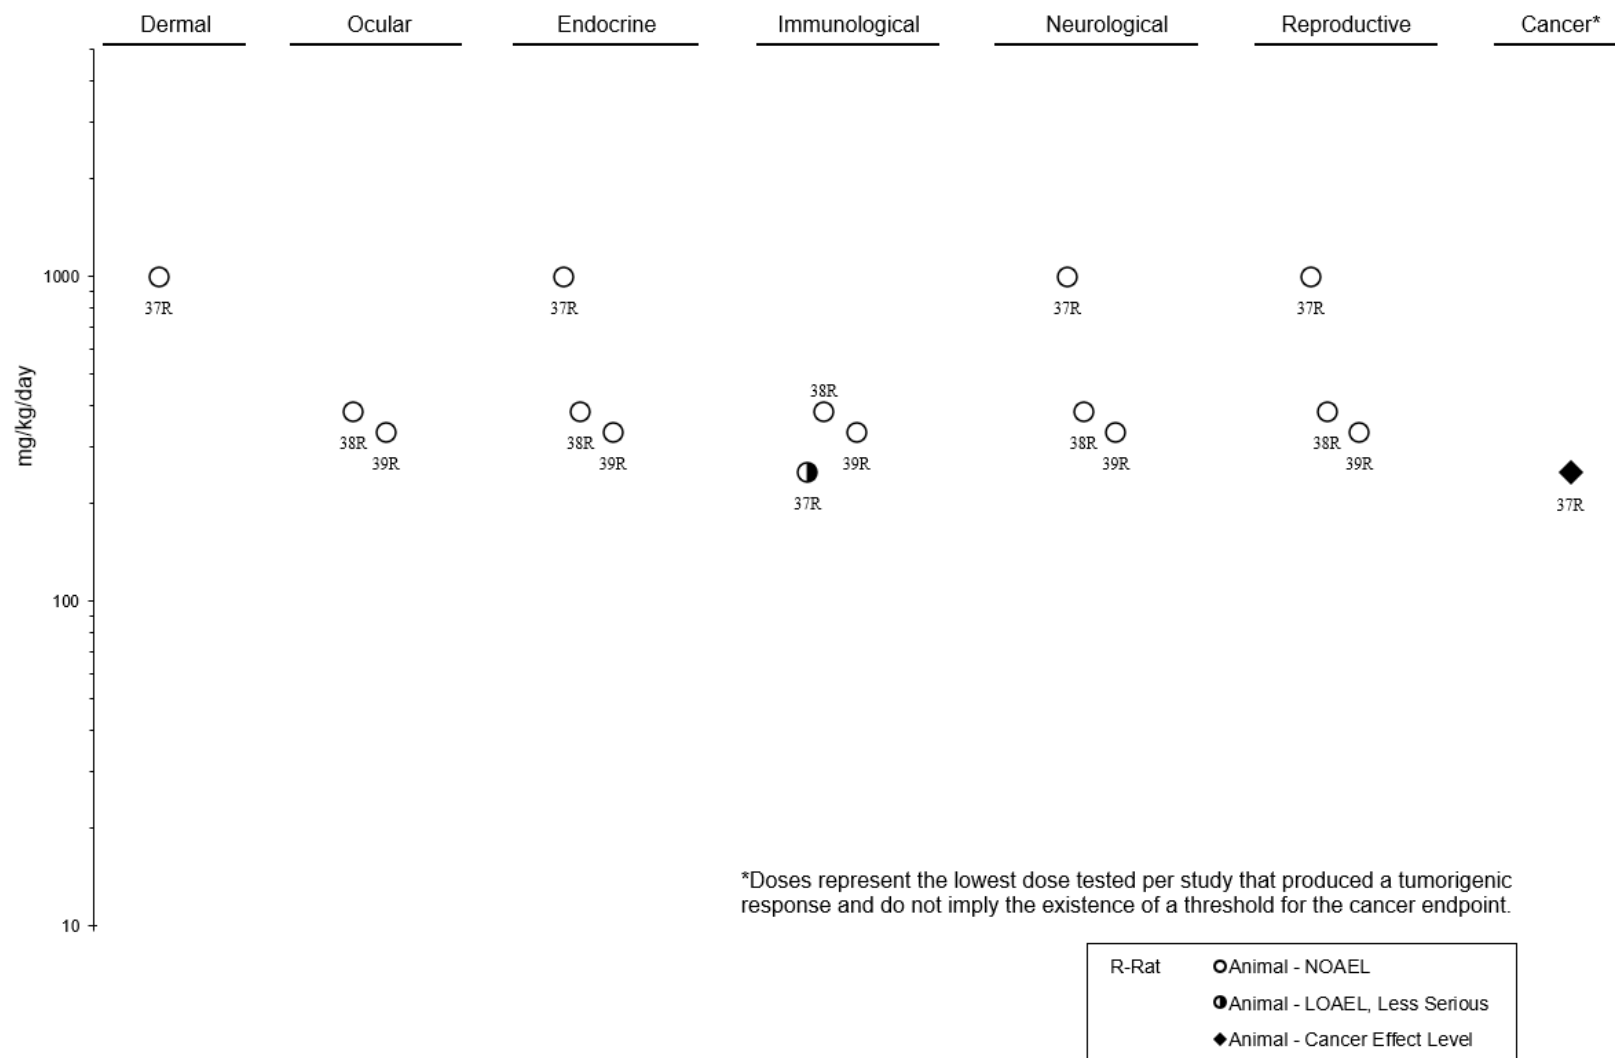 Dermal Ocular Endocrine Immunological Neurological Reproductive Cancer*
mg/kg/day
1000
37R 37R 37R 37R
38R
38R 38R 38R 38R
39R 39R 39R 39R 39R
37R 37R
100
10
*Doses represent the lowest dose tested per study that produced a tumorigenic
response and do not imply the existence of a threshold for the cancer endpoint.
R-Rat Animal - NOAEL
Animal - LOAEL, Less Serious
Animal - Cancer Effect Level